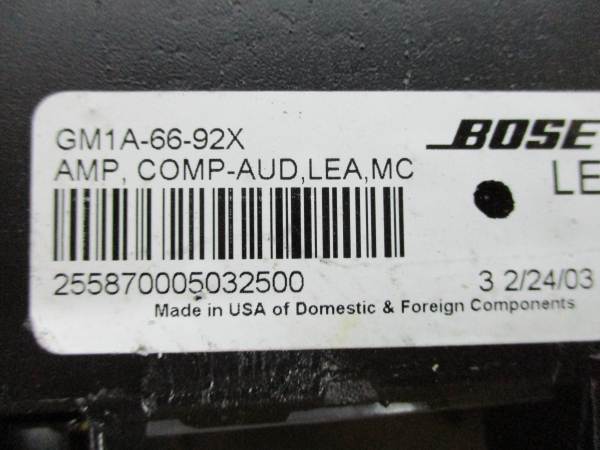 GM1A-66-92X
BOSE
AMP, COMP-AUD,LEA,MC
LE
255870005032500
3 2/24/03
Made in USA of Domestic & Foreign Components